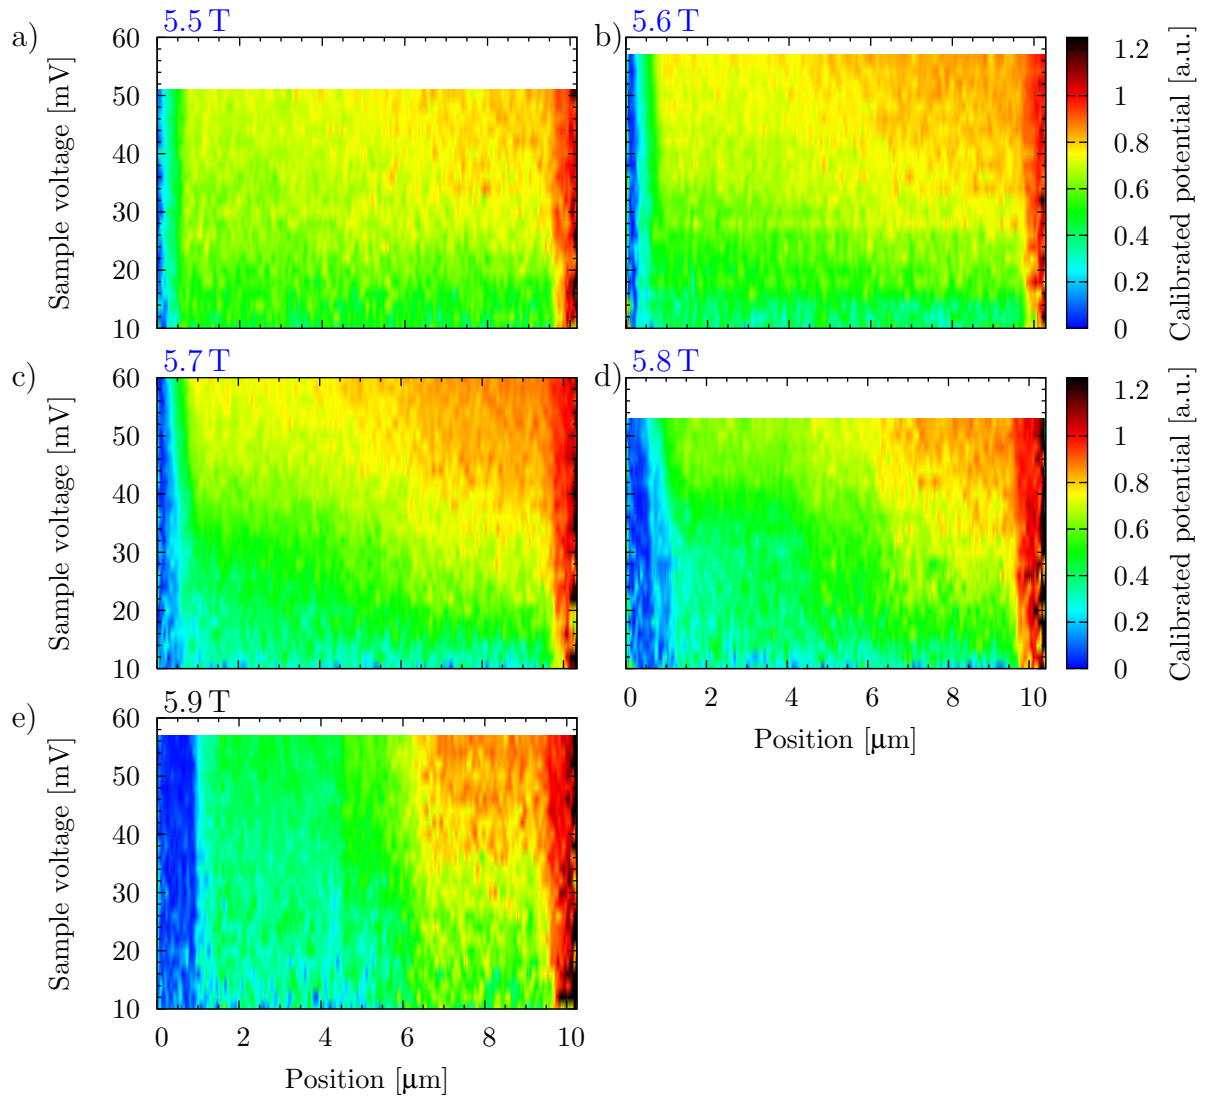 a)
5.5 T
b)
5.6 T
60
50
40
30
20
10
Sample voltage [mV]
1.2
1
0.8
0.6
0.4
0.2
0
Calibrated potential [a.u.]
c)
5.7 T
d)
5.8 T
60
50
40
30
20
10
Sample voltage [mV]
0 2 4 6 8 10
Position [μm]
1.2
1
0.8
0.6
0.4
0.2
0
Calibrated potential [a.u.]
e)
5.9 T
60
50
40
30
20
10
Sample voltage [mV]
0 2 4 6 8 10
Position [μm]